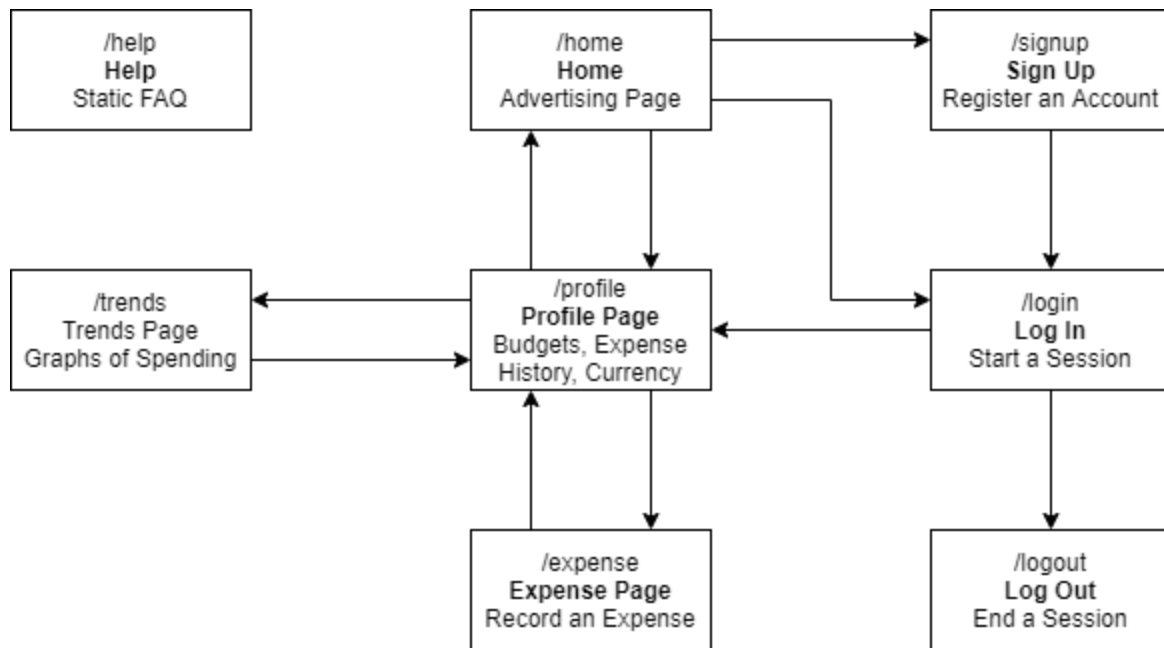 /help
Help
Static FAQ
/home
Home
Advertising Page
/signup
Sign Up
Register an Account
/trends
Trends Page
Graphs of Spending
/profile
Profile Page
Budgets, Expense
History, Currency
/login
Log In
Start a Session
/expense
Expense Page
Record an Expense
/logout
Log Out
End a Session